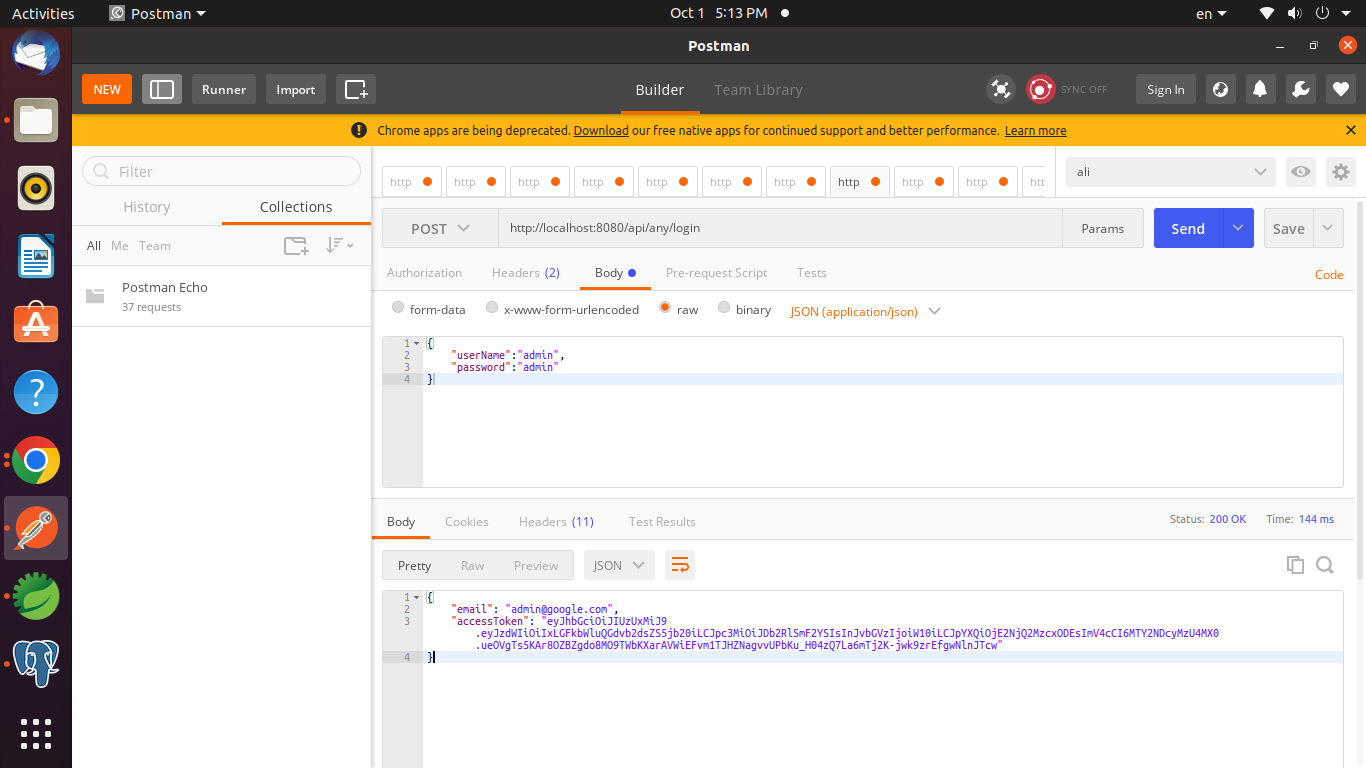 Activities Postman Oct 1 5:13 PM en
Postman
NEW Runner Import Builder Team Library SYNC OFF Sign In
Chrome apps are being deprecated. Download our free native apps for continued support and better performance. Learn more
Filter
History Collections
All Me Team
Postman Echo
37 requests
http http http http http http http http http http htt
ali
POST http://localhost:8080/api/any/login Params Send Save
Authorization Headers (2) Body Pre-request Script Tests Code
form-data x-www-form-urlencoded raw binary JSON (application/json)
1 {
2 "userName":"admin",
3 "password":"admin"
4 }
Body Cookies Headers (11) Test Results Status: 200 OK Time: 144 ms
Pretty Raw Preview JSON
1 {
2 "email": "admin@google.com",
3 "accessToken": "eyJhbGciOiJIUzUxMiJ9
.eyJzdWIiOiIxLGFkbWluQGdvb2dsZS5jb20iLCJpc3MiOiJDb2RlSmF2YSIsInJvbGVzIjoiW10iLCJpYXQiOjE2NjQ2MzcxODEsImV4cCI6MTY2NDcyMzU4MX0
.ueOVgTs5KAr8OZBZgdo8MO9TWbKXarAVWiEFvm1TJHZNagvvUPbKu_H04zQ7La6mTj2K-jwk9zrEfgwNlnJTcw"
4 }